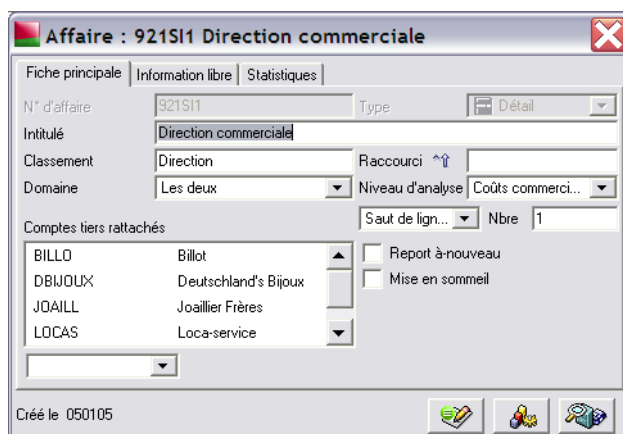 Affaire : 921SI1 Direction commerciale
Fiche principale Information libre Statistiques
N° d'affaire 921SI1 Type Détail
Intitulé Direction commerciale
Classement Direction Raccourci ^⇧
Domaine Les deux Niveau d'analyse Coûts commerci...
Saut de lign... Nbre 1
Comptes tiers rattachés
Report à-nouveau
BILLO Billot
DBIJOUX Deutschland's Bijoux
Mise en sommeil
JOAILL Joaillier Frères
LOCAS Loca-service
Créé le 050105